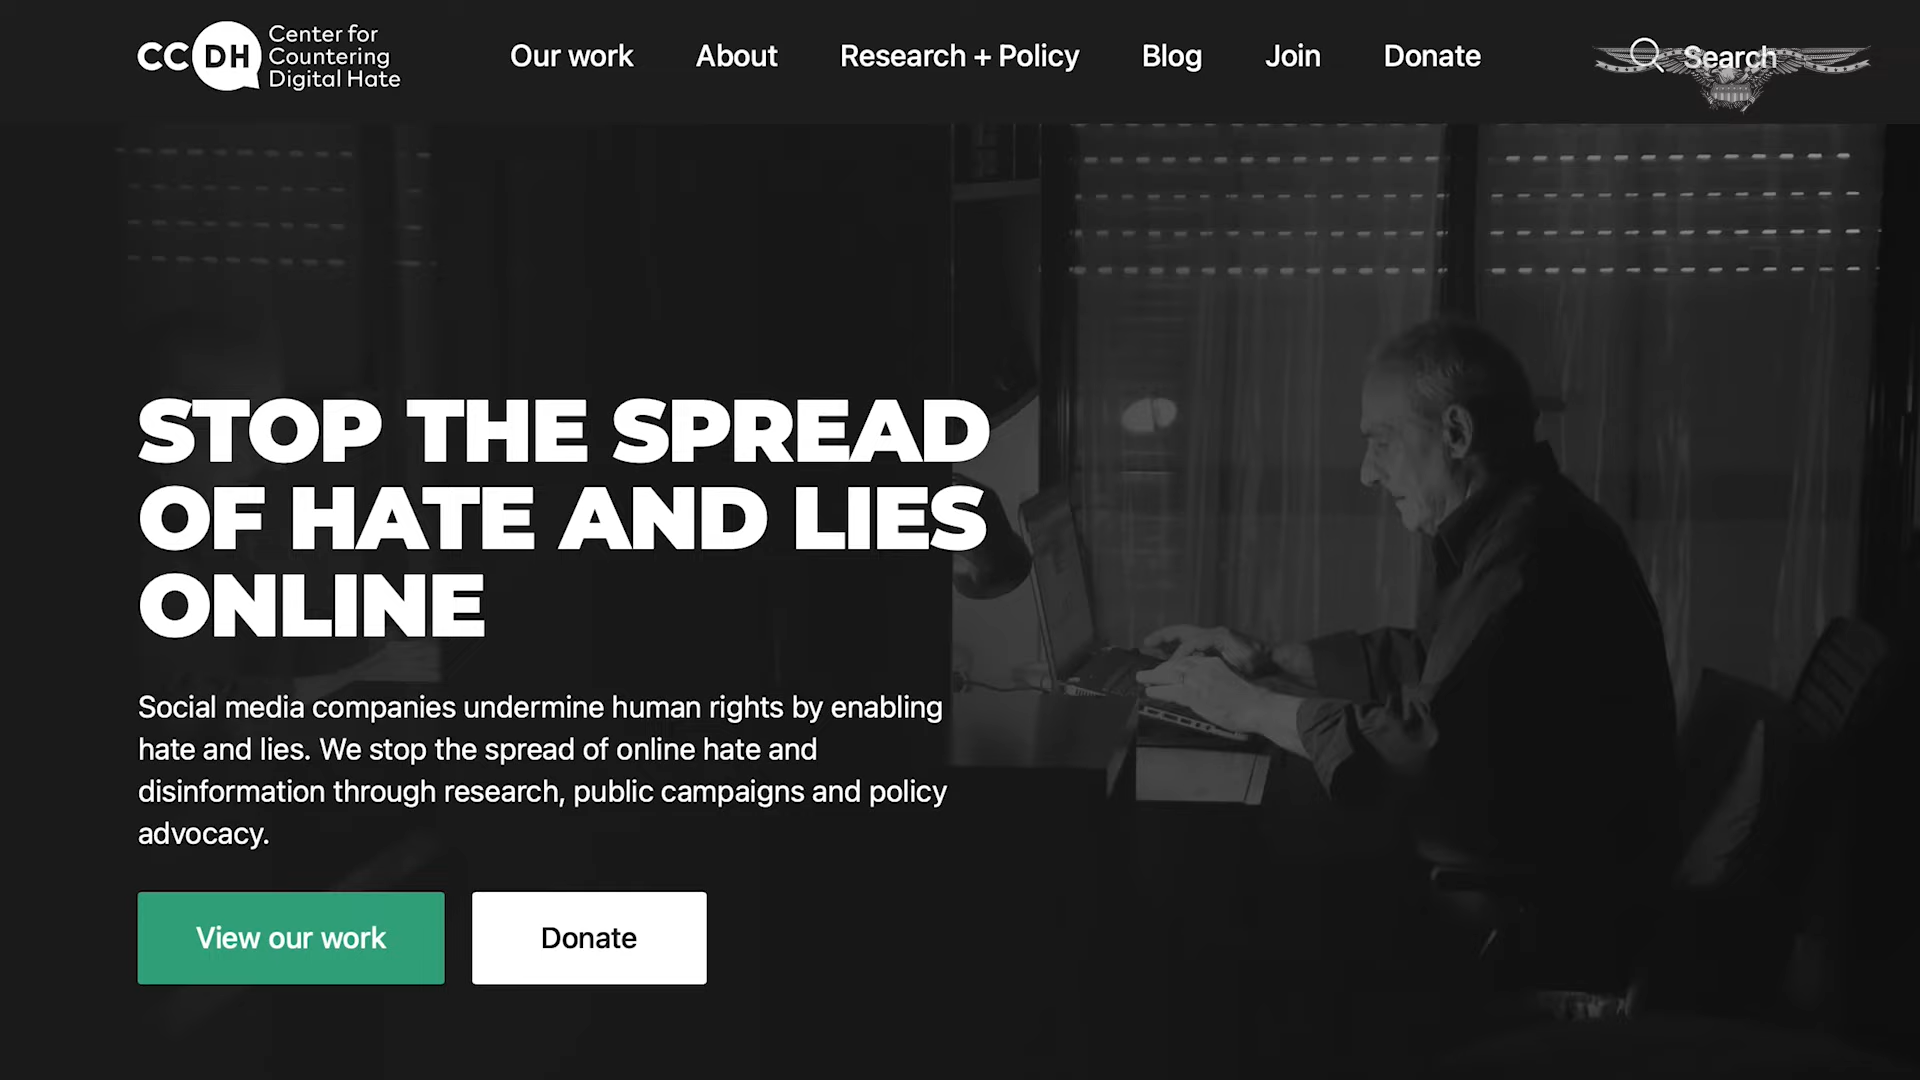 CCDH
Center for
Countering
Digital Hate
Our work
About
Research + Policy
Blog
Join
Donate
Search
STOP THE SPREAD
OF HATE AND LIES
ONLINE
Social media companies undermine human rights by enabling
hate and lies. We stop the spread of online hate and
disinformation through research, public campaigns and policy
advocacy.
View our work
Donate